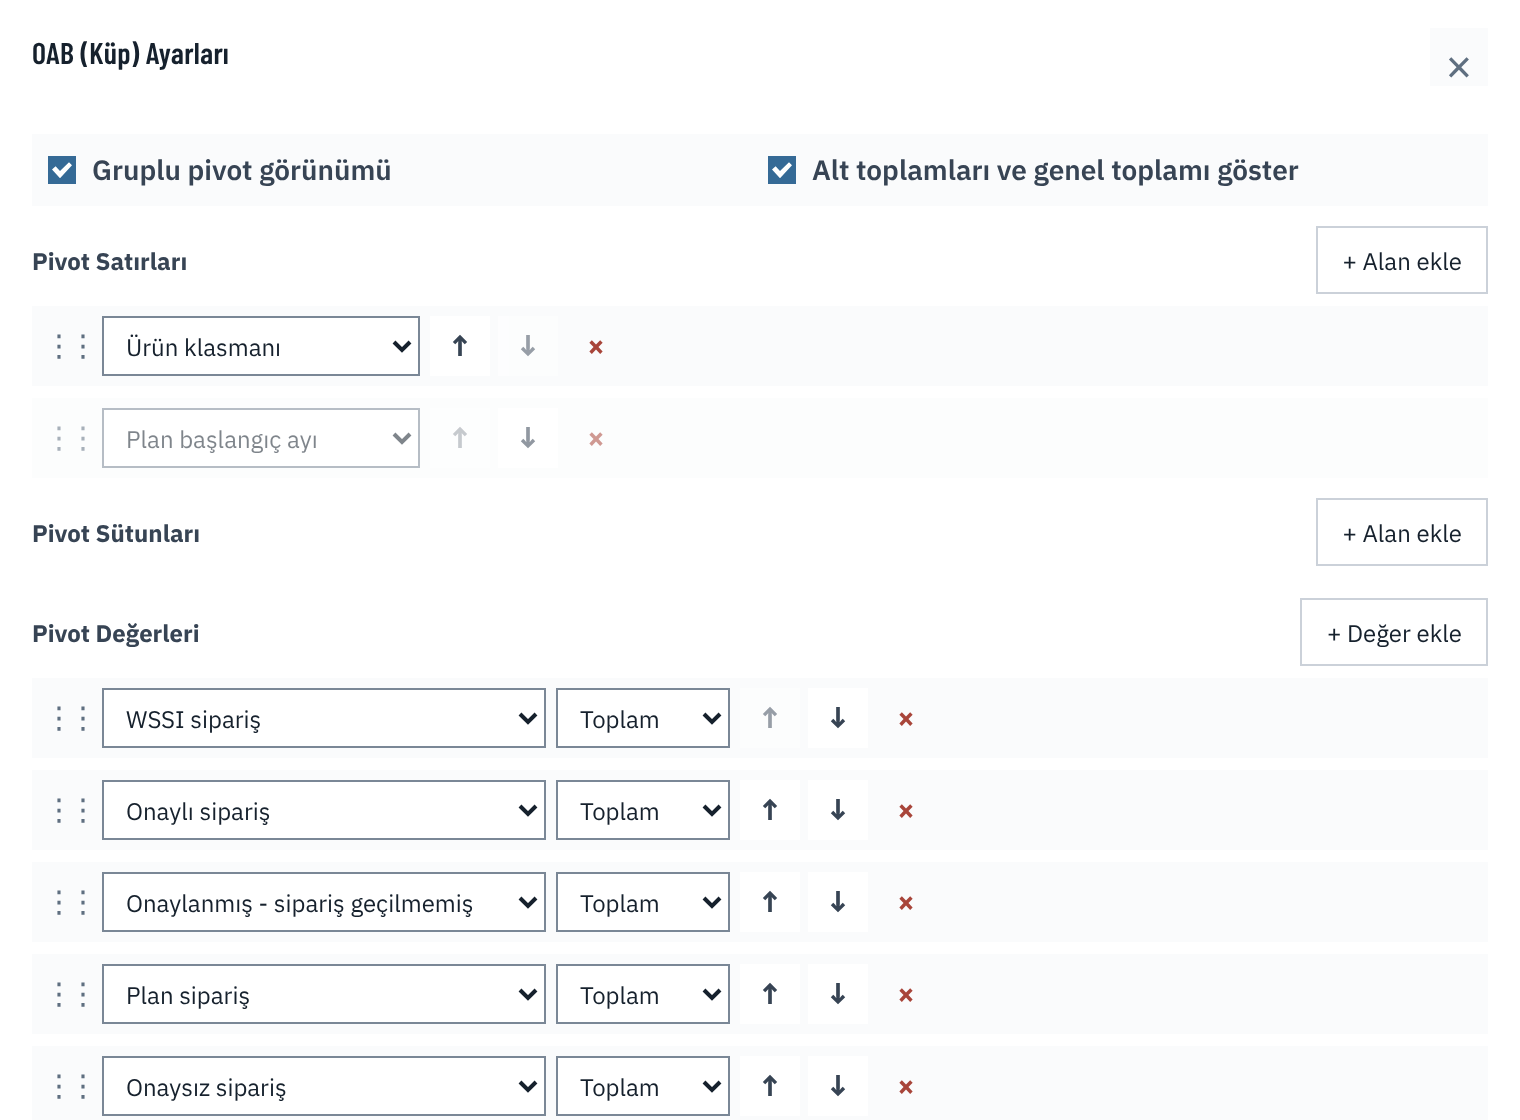 OAB (Küp) Ayarları
Gruplu pivot görünümü
Alt toplamları ve genel toplamı göster
Pivot Satırları
+ Alan ekle
Ürün klasmanı
Plan başlangıç ayı
Pivot Sütunları
+ Alan ekle
Pivot Değerleri
+ Değer ekle
WSSI sipariş Toplam
Onaylı sipariş Toplam
Onaylanmış - sipariş geçilmemiş Toplam
Plan sipariş Toplam
Onaysız sipariş Toplam